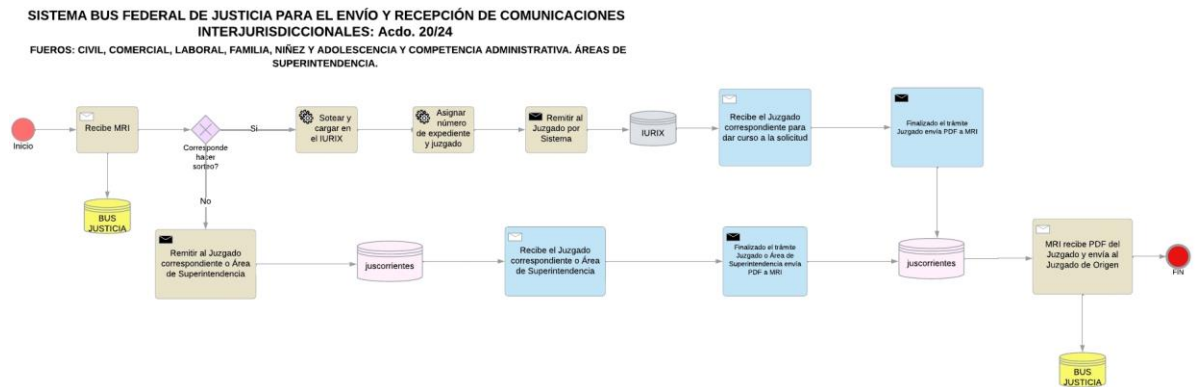 SISTEMA BUS FEDERAL DE JUSTICIA PARA EL ENVÍO Y RECEPCIÓN DE COMUNICACIONES
INTERJURISDICCIONALES: Acdo. 20/24
FUEROS: CIVIL, COMERCIAL, LABORAL, FAMILIA, NIÑEZ Y ADOLESCENCIA Y COMPETENCIA ADMINISTRATIVA. ÁREAS DE
SUPERINTENDENCIA.
Inicio
Recibe MRI
BUS
JUSTICIA
Corresponde
hacer
sorteo?
Si
Sotear y
cargar en
el IURIX
Asignar
número
de expediente
y juzgado
Remitir al
Juzgado por
Sistema
IURIX
Recibe el Juzgado
correspondiente para
dar curso a la solicitud
Finalizado el trámite
Juzgado envía PDF a MRI
No
Remitir al Juzgado
correspondiente o Área
de Superintendencia
juscorrientes
Recibe el Juzgado
correspondiente o Área
de Superintendencia
Finalizado el trámite
Juzgado o Área de
Superintendencia envía
PDF a MRI
juscorrientes
MRI recibe PDF del
Juzgado y envía al
Juzgado de Origen
FIN
BUS
JUSTICIA